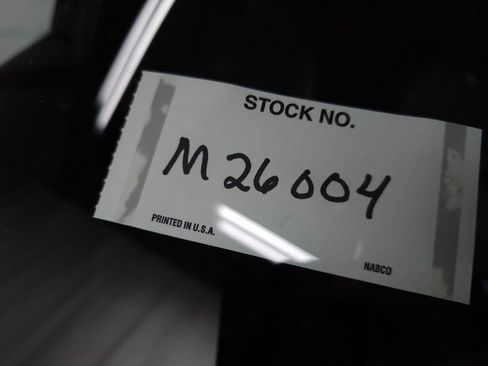 STOCK NO.
M26004
PRINTED IN U.S.A.
NABCO